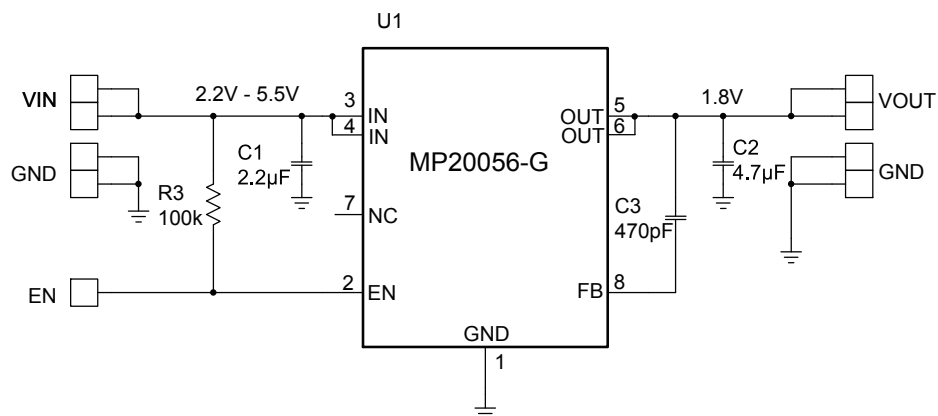 U1
VIN
2.2V - 5.5V
3
IN
4
IN
OUT
5
OUT
6
1.8V
VOUT
GND
C1
2.2µF
MP20056-G
C2
4.7µF
GND
R3
100k
7
NC
C3
470pF
EN
2
EN
FB
8
GND
1